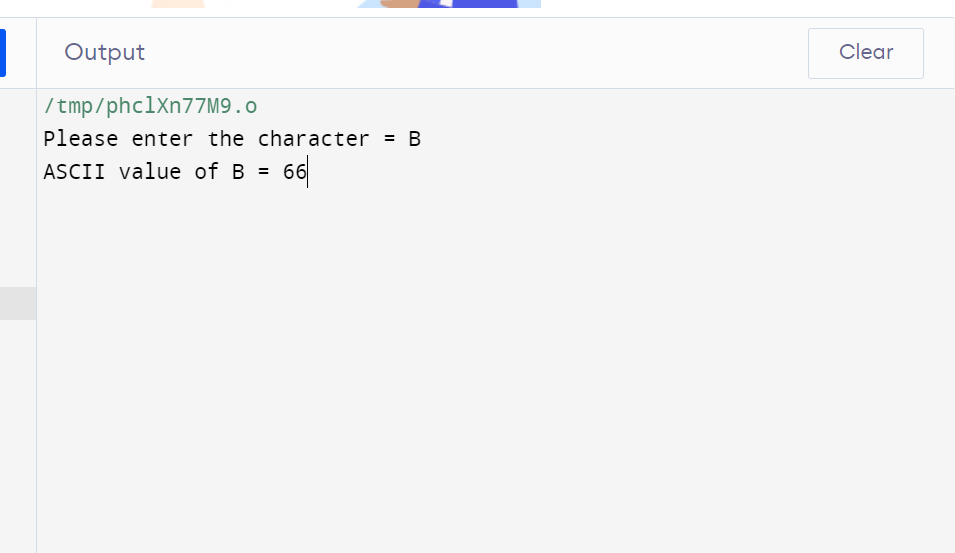 Output
Clear
/tmp/phclXn77M9.o
Please enter the character = B
ASCII value of B = 66